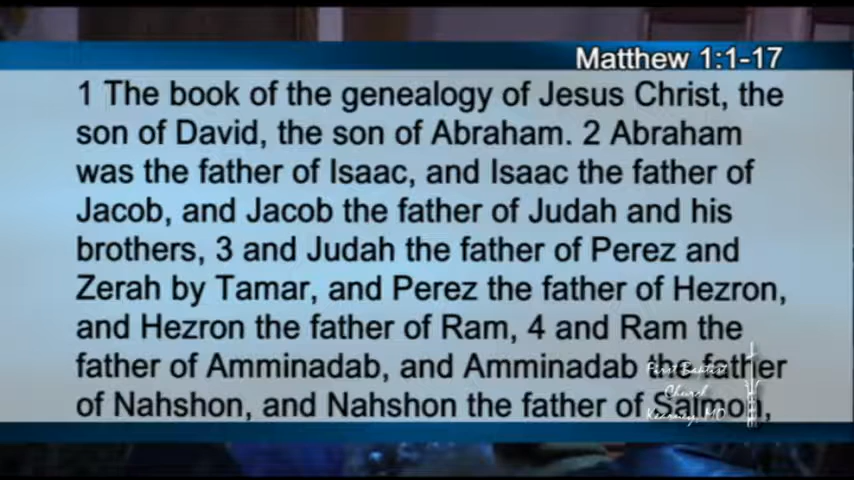 Matthew 1:1-17
1 The book of the genealogy of Jesus Christ, the
son of David, the son of Abraham. 2 Abraham
was the father of Isaac, and Isaac the father of
Jacob, and Jacob the father of Judah and his
brothers, 3 and Judah the father of Perez and
Zerah by Tamar, and Perez the father of Hezron,
and Hezron the father of Ram, 4 and Ram the
father of Amminadab, and Amminadab the father
of Nahshon, and Nahshon the father of Salmon,
First Baptist
Church
Kearney, MO